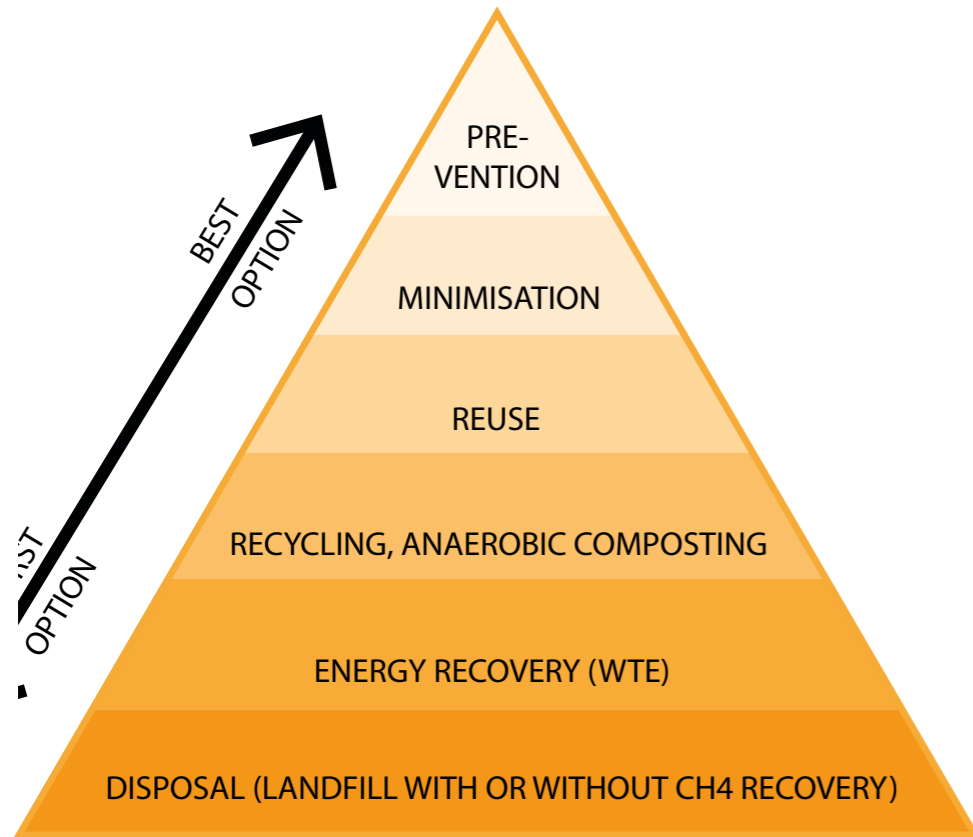 PRE-
VENTION
BEST
OPTION
MINIMISATION
REUSE
RECYCLING, ANAEROBIC COMPOSTING
OPTION
ENERGY RECOVERY (WTE)
DISPOSAL (LANDFILL WITH OR WITHOUT CH4 RECOVERY)